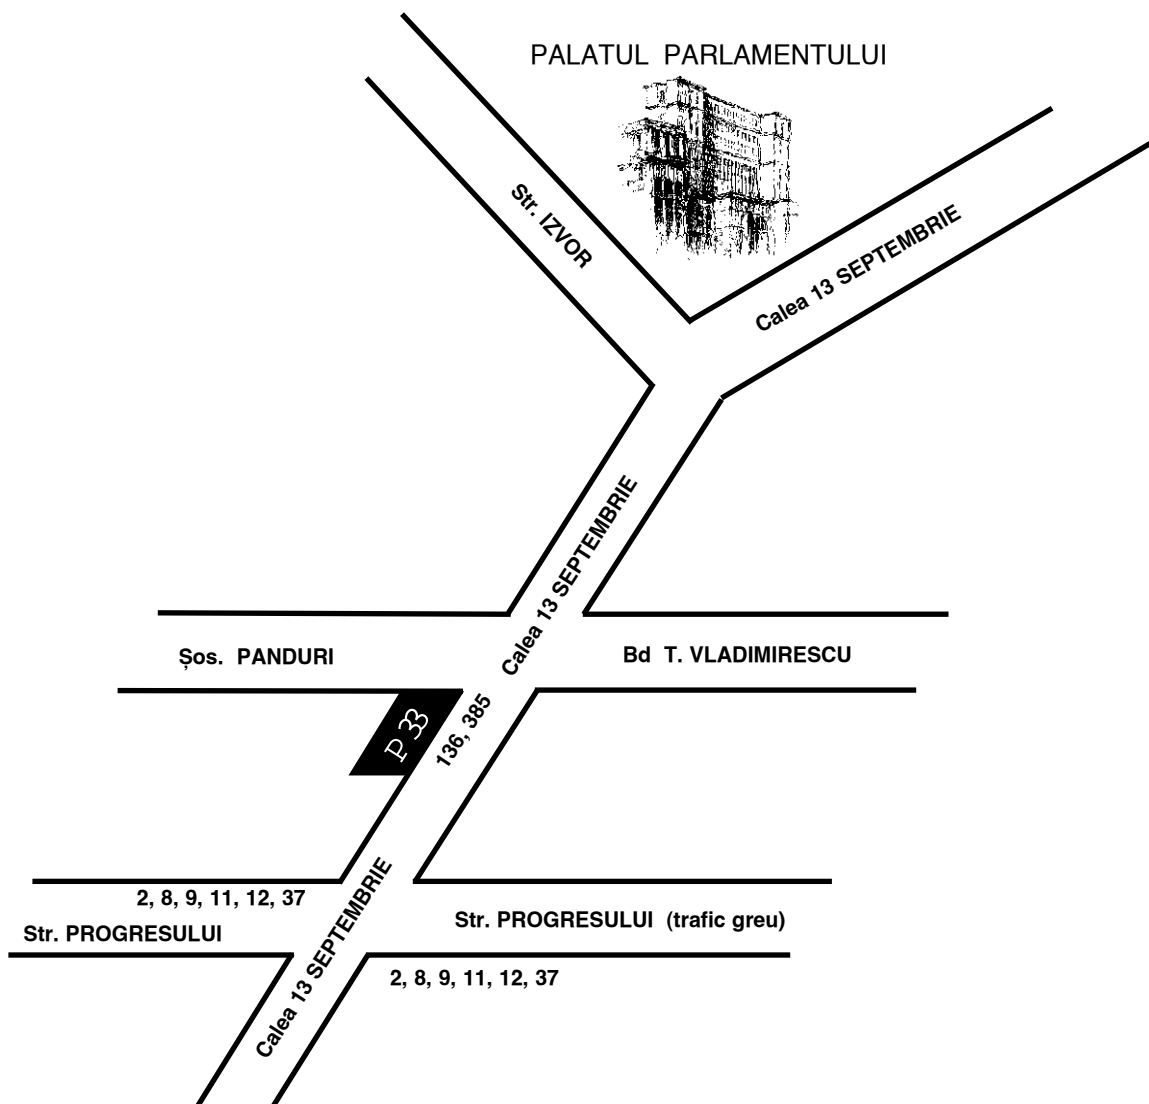 PALATUL PARLAMENTULUI
Str. IZVOR
Calea 13 SEPTEMBRIE
Calea 13 SEPTEMBRIE
Șos. PANDURI
Bd T. VLADIMIRESCU
P 33
136, 385
2, 8, 9, 11, 12, 37
Str. PROGRESULUI
Str. PROGRESULUI (trafic greu)
Calea 13 SEPTEMBRIE
2, 8, 9, 11, 12, 37